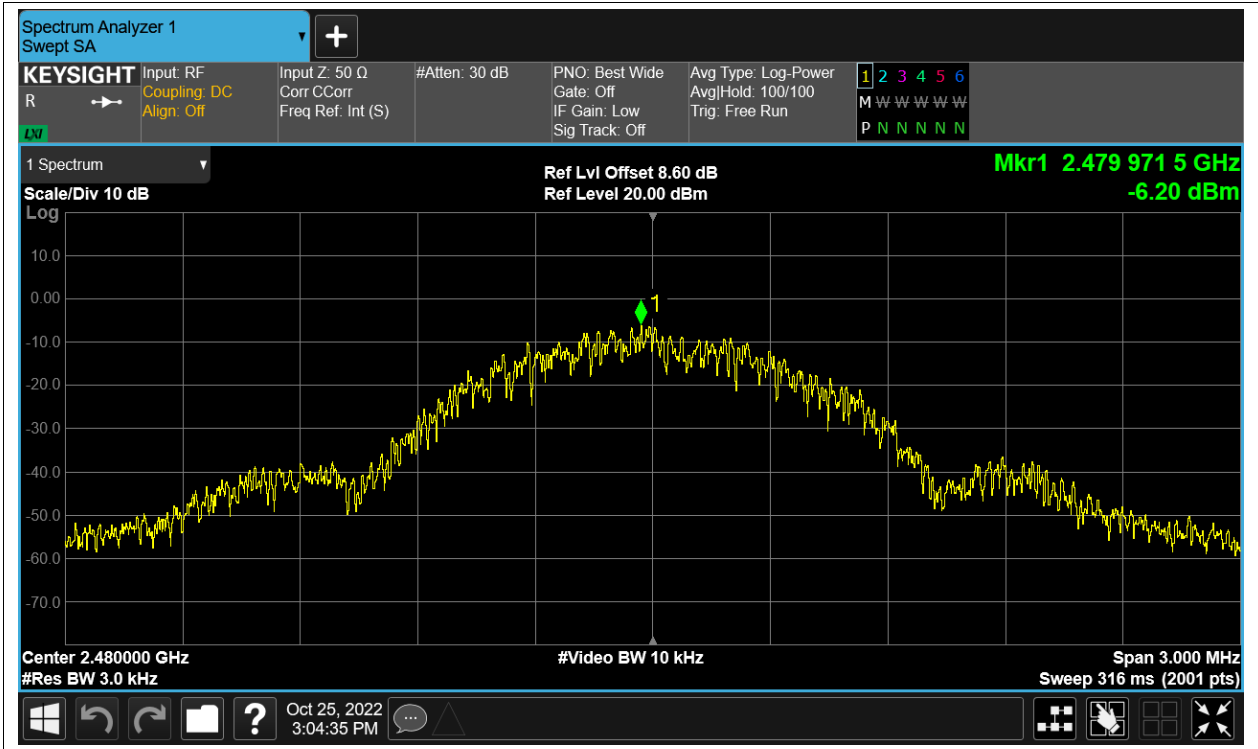 Spectrum Analyzer 1
Swept SA
KEYSIGHT
R
LXI
Input: RF
Coupling: DC
Align: Off
Input Z: 50 Ω
Corr CCorr
Freq Ref: Int (S)
#Atten: 30 dB
PNO: Best Wide
Gate: Off
IF Gain: Low
Sig Track: Off
Avg Type: Log-Power
Avg|Hold: 100/100
Trig: Free Run
1 2 3 4 5 6
M W W W W W
P N N N N N
1 Spectrum
Scale/Div 10 dB
Ref Lvl Offset 8.60 dB
Ref Level 20.00 dBm
Mkr1 2.479 971 5 GHz
-6.20 dBm
Log
10.0
0.00
-10.0
-20.0
-30.0
-40.0
-50.0
-60.0
-70.0
1
Center 2.480000 GHz
#Res BW 3.0 kHz
#Video BW 10 kHz
Span 3.000 MHz
Sweep 316 ms (2001 pts)
?
Oct 25, 2022
3:04:35 PM